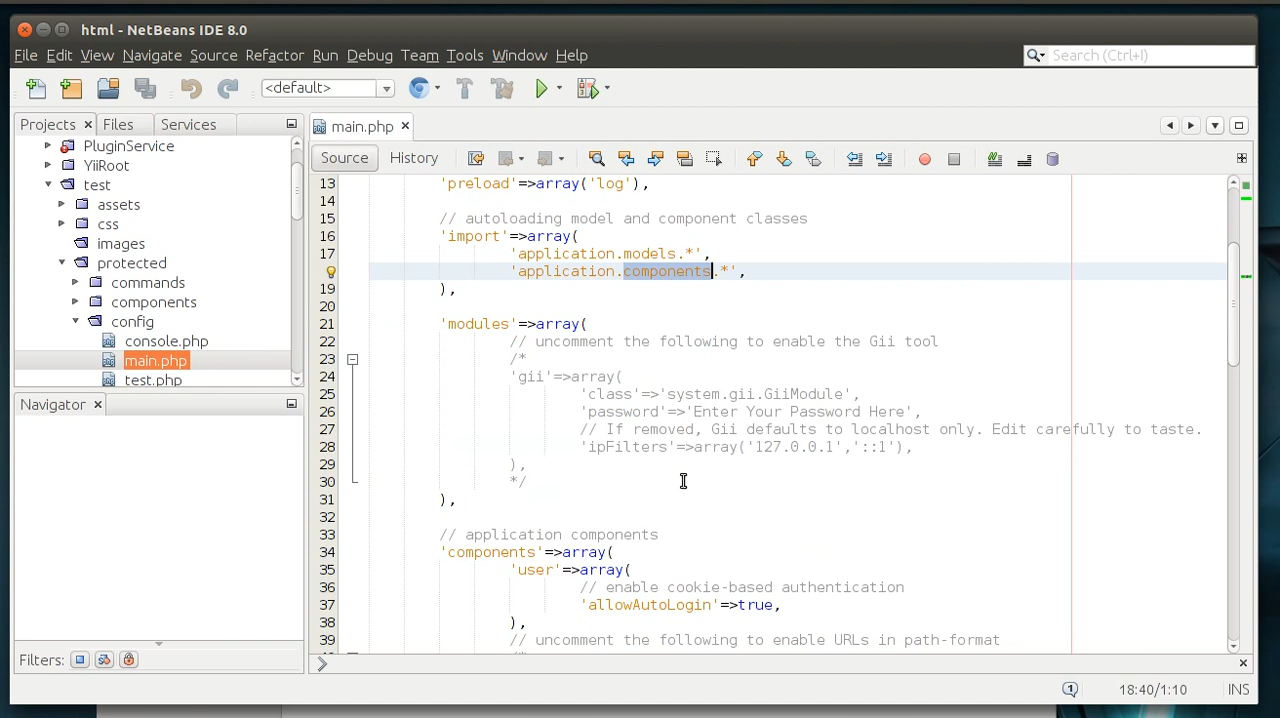 html - NetBeans IDE 8.0
File Edit View Navigate Source Refactor Run Debug Team Tools Window Help
Search (Ctrl+I)
<default>
Projects Files Services
main.php
PluginService
YiiRoot
test
assets
css
images
protected
commands
components
config
console.php
main.php
test.php
Navigator
Filters:
Source History
13 'preload'=>array('log'),
14
15 // autoloading model and component classes
16 'import'=>array(
17 'application.models.*',
'application.components.*',
19 ),
20
21 'modules'=>array(
22 // uncomment the following to enable the Gii tool
23 /*
24 'gii'=>array(
25 'class'=>'system.gii.GiiModule',
26 'password'=>'Enter Your Password Here',
27 // If removed, Gii defaults to localhost only. Edit carefully to taste.
28 'ipFilters'=>array('127.0.0.1','::1'),
29 ),
30 */
31 ),
32
33 // application components
34 'components'=>array(
35 'user'=>array(
36 // enable cookie-based authentication
37 'allowAutoLogin'=>true,
38 ),
39 // uncomment the following to enable URLs in path-format
1
18:40/1:10
INS